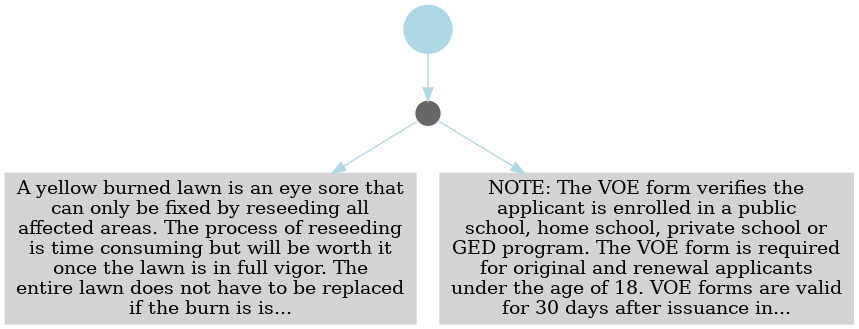 A yellow burned lawn is an eye sore that
can only be fixed by reseeding all
affected areas. The process of reseeding
is time consuming but will be worth it
once the lawn is in full vigor. The
entire lawn does not have to be replaced
if the burn is is...
NOTE: The VOE form verifies the
applicant is enrolled in a public
school, home school, private school or
GED program. The VOE form is required
for original and renewal applicants
under the age of 18. VOE forms are valid
for 30 days after issuance in...